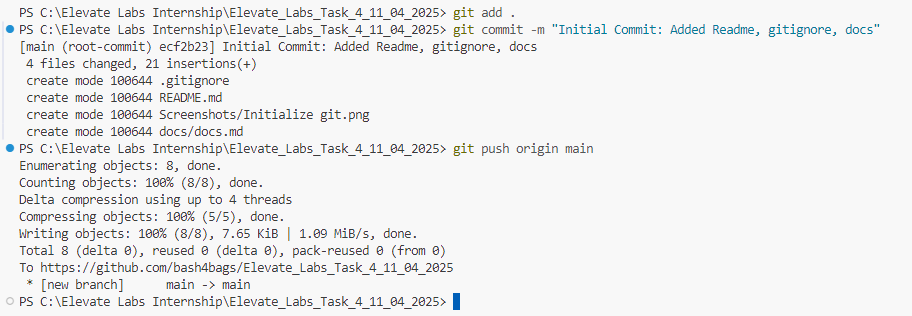 PS C:\Elevate Labs Internship\Elevate_Labs_Task_4_11_04_2025> git add .
PS C:\Elevate Labs Internship\Elevate_Labs_Task_4_11_04_2025> git commit -m "Initial Commit: Added Readme, gitignore, docs"
[main (root-commit) ecf2b23] Initial Commit: Added Readme, gitignore, docs
 4 files changed, 21 insertions(+)
 create mode 100644 .gitignore
 create mode 100644 README.md
 create mode 100644 Screenshots/Initialize git.png
 create mode 100644 docs/docs.md
PS C:\Elevate Labs Internship\Elevate_Labs_Task_4_11_04_2025> git push origin main
Enumerating objects: 8, done.
Counting objects: 100% (8/8), done.
Delta compression using up to 4 threads
Compressing objects: 100% (5/5), done.
Writing objects: 100% (8/8), 7.65 KiB | 1.09 MiB/s, done.
Total 8 (delta 0), reused 0 (delta 0), pack-reused 0 (from 0)
To https://github.com/bash4bags/Elevate_Labs_Task_4_11_04_2025
 * [new branch]      main -> main
PS C:\Elevate Labs Internship\Elevate_Labs_Task_4_11_04_2025>